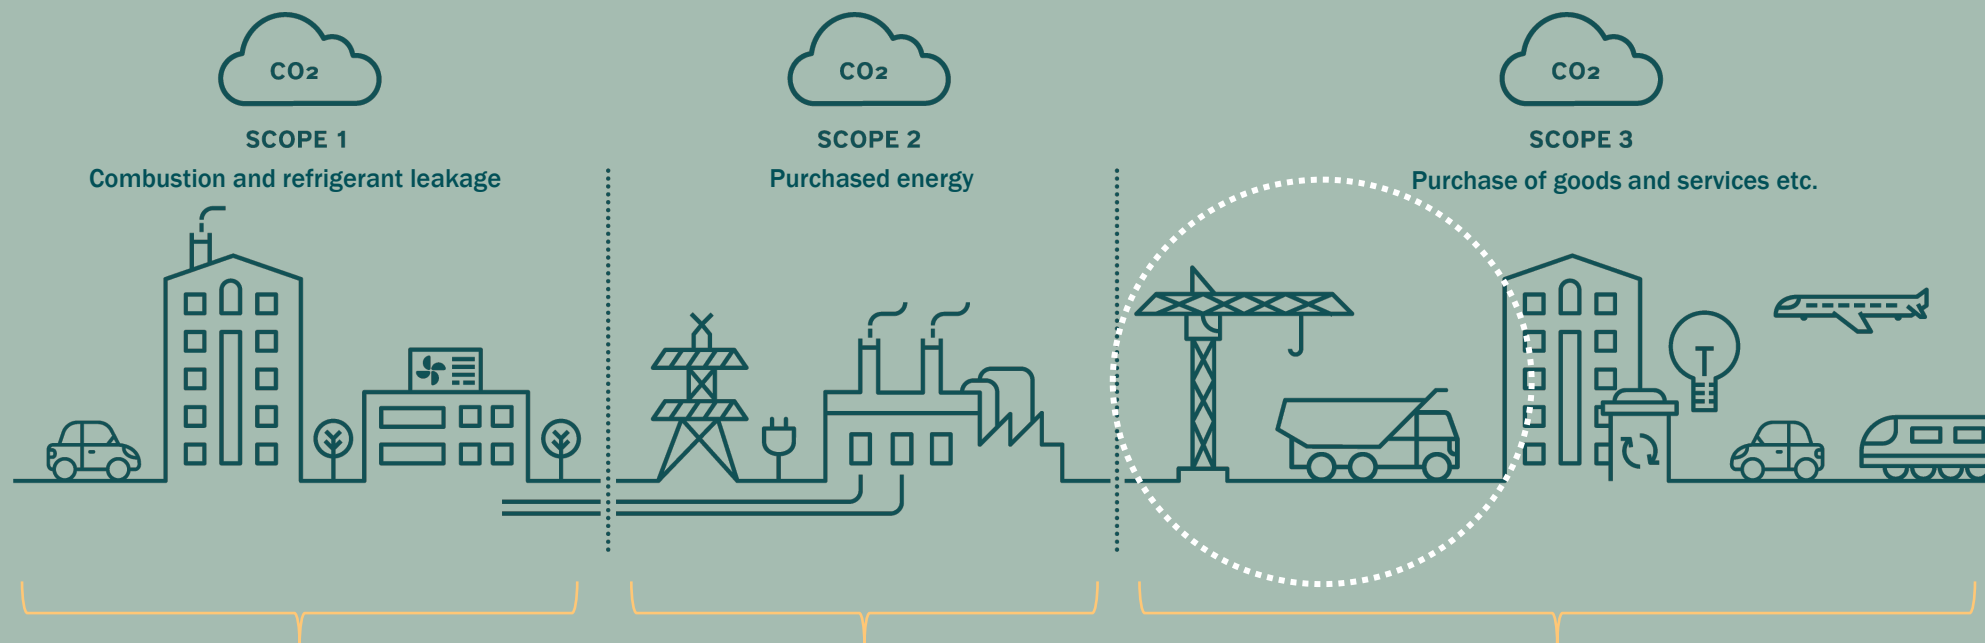 CO2
SCOPE 1
Combustion and refrigerant leakage
CO2
SCOPE 2
Purchased energy
CO2
SCOPE 3
Purchase of goods and services etc.